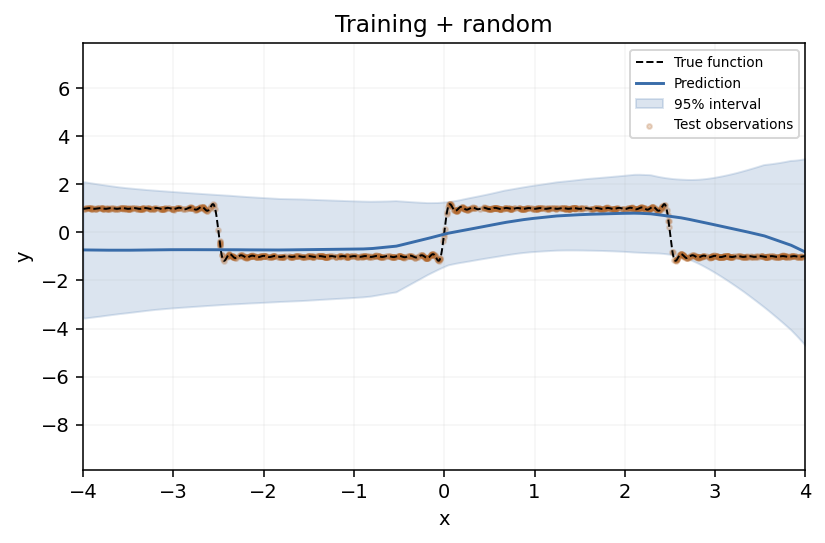 Training + random
True function
Prediction
95% interval
Test observations
6
4
2
0
−2
−4
−6
−8
y
−4 −3 −2 −1 0 1 2 3 4
x